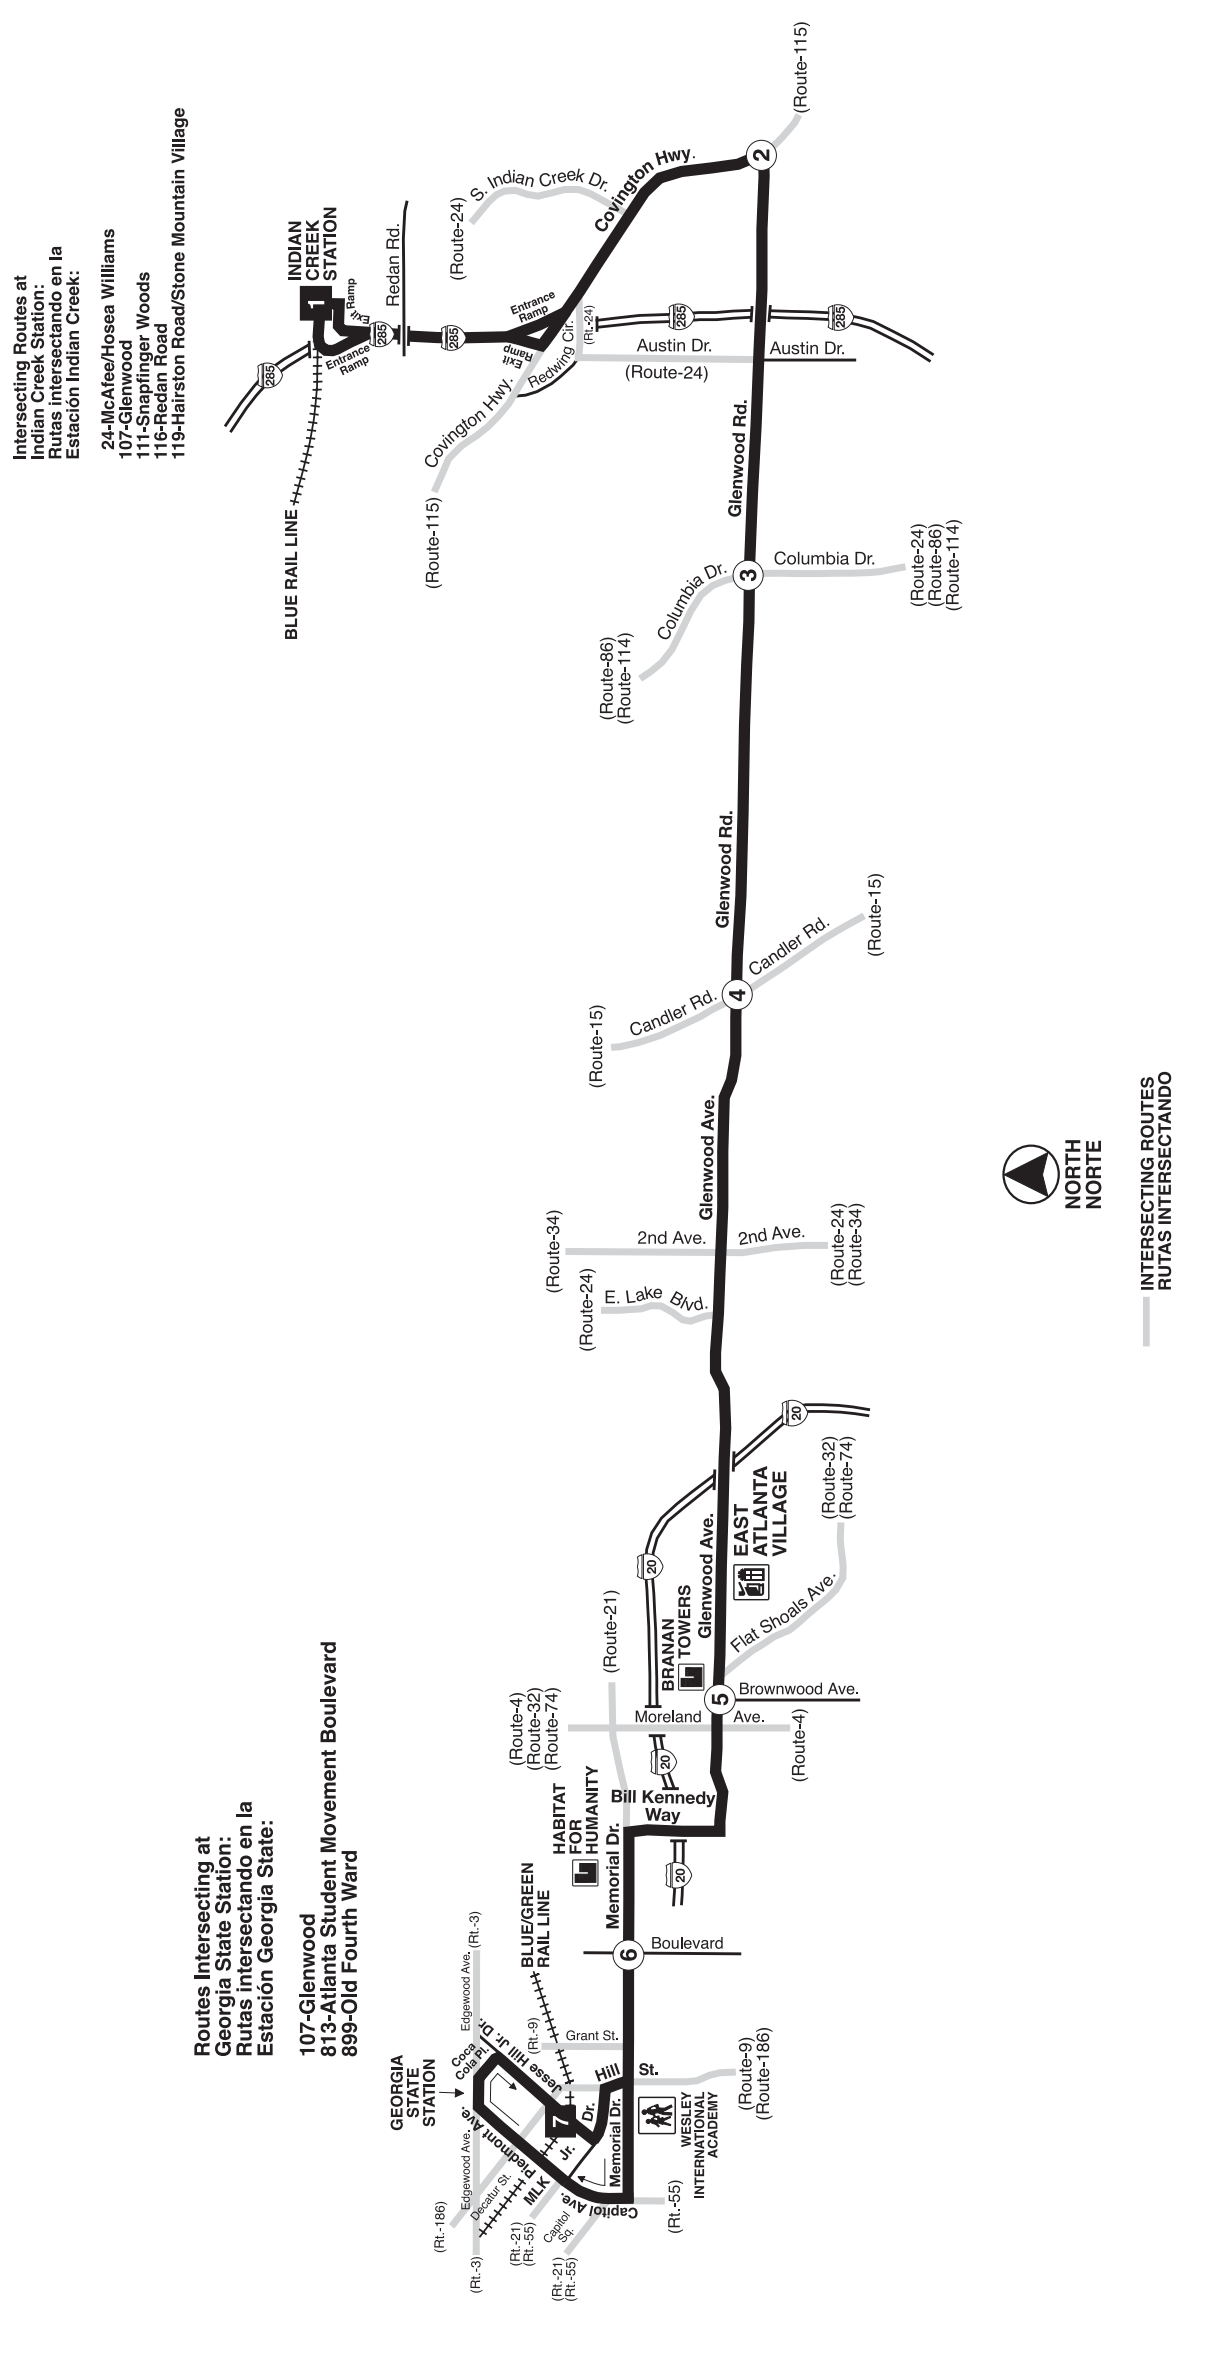 Intersecting Routes at
Indian Creek Station:
Rutas intersectando en la
Estación Indian Creek:
24-McAfee/Hosea Williams
107-Glenwood
111-Snapfinger Woods
116-Redan Road
119-Hairston Road/Stone Mountain Village
Routes Intersecting at
Georgia State Station:
Rutas intersectando en la
Estación Georgia State:
107-Glenwood
813-Atlanta Student Movement Boulevard
899-Old Fourth Ward
INDIAN
CREEK
STATION
1
Exit
Ramp
Entrance
Ramp
285
285
Redan Rd.
285
BLUE RAIL LINE
(Route-24)
S. Indian Creek Dr.
Covington Hwy.
(Route-115)
2
Entrance
Ramp
Exit
Ramp
Redwing Cir.
(Rt.-24)
Covington Hwy.
(Route-115)
285
285
Austin Dr.
(Route-24)
Austin Dr.
Glenwood Rd.
3
Columbia Dr.
(Route-86)
(Route-114)
Columbia Dr.
(Route-24)
(Route-86)
(Route-114)
Glenwood Rd.
4
Candler Rd.
(Route-15)
Candler Rd.
(Route-15)
Glenwood Ave.
(Route-34)
2nd Ave.
2nd Ave.
(Route-24)
(Route-34)
(Route-24)
E. Lake Blvd.
20
20
Glenwood Ave.
EAST
ATLANTA
VILLAGE
(Route-32)
(Route-74)
Flat Shoals Ave.
BRANAN
TOWERS
5
Brownwood Ave.
(Route-21)
(Route-4)
(Route-32)
(Route-74)
Moreland Ave.
(Route-4)
20
Bill Kennedy
Way
20
HABITAT
FOR
HUMANITY
Memorial Dr.
6
Boulevard
BLUE/GREEN
RAIL LINE
(Rt.-9)
Grant St.
Hill St.
(Route-9)
(Route-186)
WESLEY
INTERNATIONAL
ACADEMY
Memorial Dr.
Edgewood Ave.
(Rt.-3)
GEORGIA
STATE
STATION
Coca
Cola Pl.
Jesse Hill Jr. Dr.
7
MLK Jr. Dr.
Piedmont Ave.
Capitol Ave.
Edgewood Ave.
(Rt.-3)
Decatur St.
(Rt.-186)
(Rt.-21)
(Rt.-55)
Capitol
Sq.
(Rt.-21)
(Rt.-55)
(Rt.-55)
NORTH
NORTE
INTERSECTING ROUTES
RUTAS INTERSECTANDO